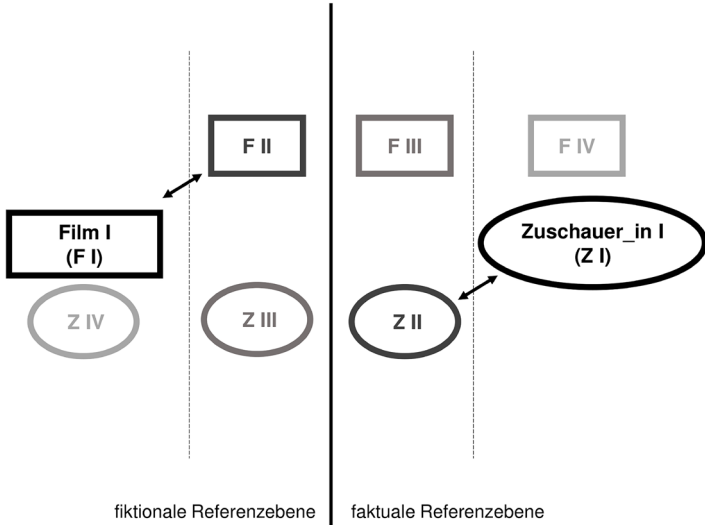 F II
F III
F IV
Film I
(F I)
Zuschauer_in I
(Z I)
Z IV
Z III
Z II
fiktionale Referenzebene
faktuale Referenzebene